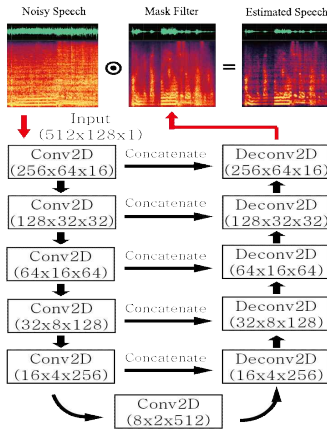 Noisy Speech Mask Filter Estimated Speech
⊙ =
Input
(512x128x1)
Conv2D Concatenate Deconv2D
(256x64x16) (256x64x16)
Conv2D Concatenate Deconv2D
(128x32x32) (128x32x32)
Conv2D Concatenate Deconv2D
(64x16x64) (64x16x64)
Conv2D Concatenate Deconv2D
(32x8x128) (32x8x128)
Conv2D Concatenate Deconv2D
(16x4x256) (16x4x256)
Conv2D
(8x2x512)